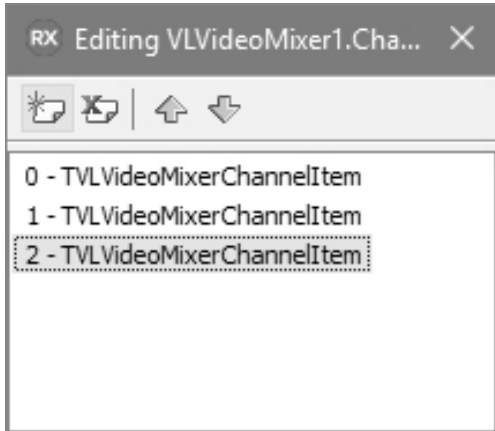 RX Editing VLVideoMixer1.Cha...
0 - TVLVideoMixerChannelItem
1 - TVLVideoMixerChannelItem
2 - TVLVideoMixerChannelItem